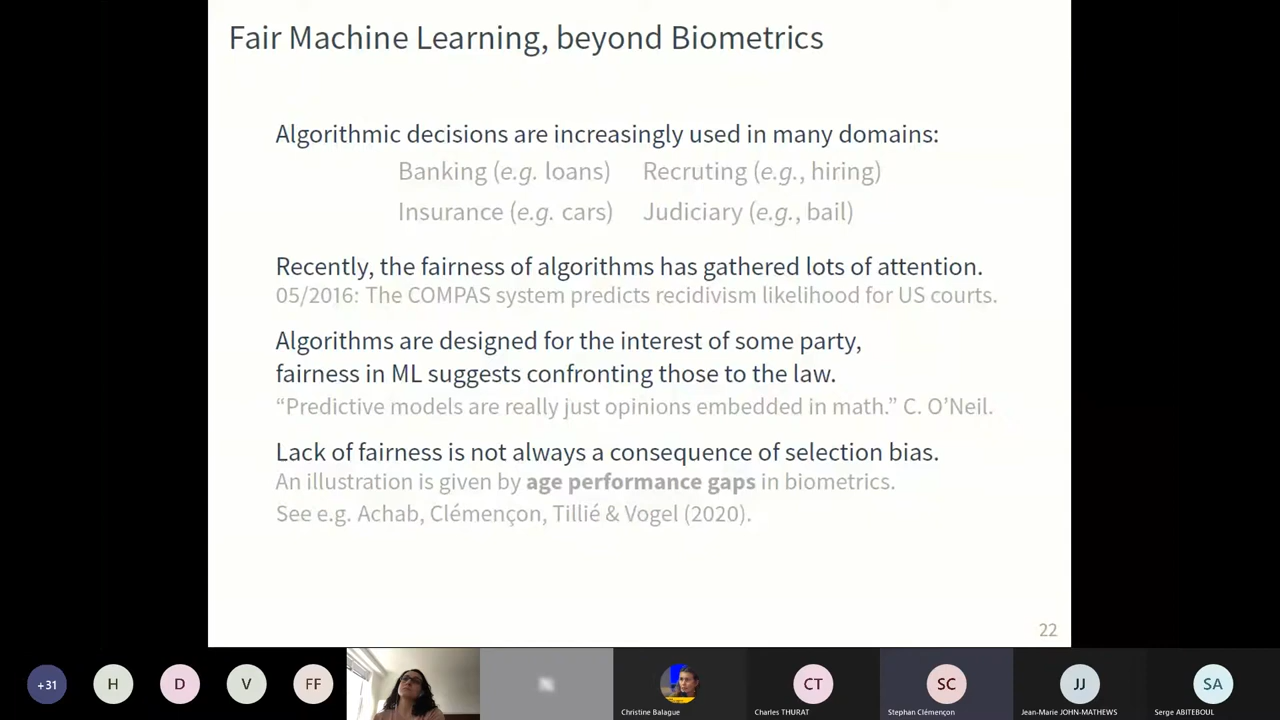 Fair Machine Learning, beyond Biometrics
Algorithmic decisions are increasingly used in many domains:
Banking (e.g. loans) Recruting (e.g., hiring)
Insurance (e.g. cars) Judiciary (e.g., bail)
Recently, the fairness of algorithms has gathered lots of attention.
05/2016: The COMPAS system predicts recidivism likelihood for US courts.
Algorithms are designed for the interest of some party,
fairness in ML suggests confronting those to the law.
“Predictive models are really just opinions embedded in math.” C. O’Neil.
Lack of fairness is not always a consequence of selection bias.
An illustration is given by age performance gaps in biometrics.
See e.g. Achab, Clémençon, Tillié & Vogel (2020).
22
+31 H D V FF CT SC JJ SA
Christine Balague Charles THURAT Stephan Clémençon Jean-Marie JOHN-MATHEWS Serge ABITEBOUL